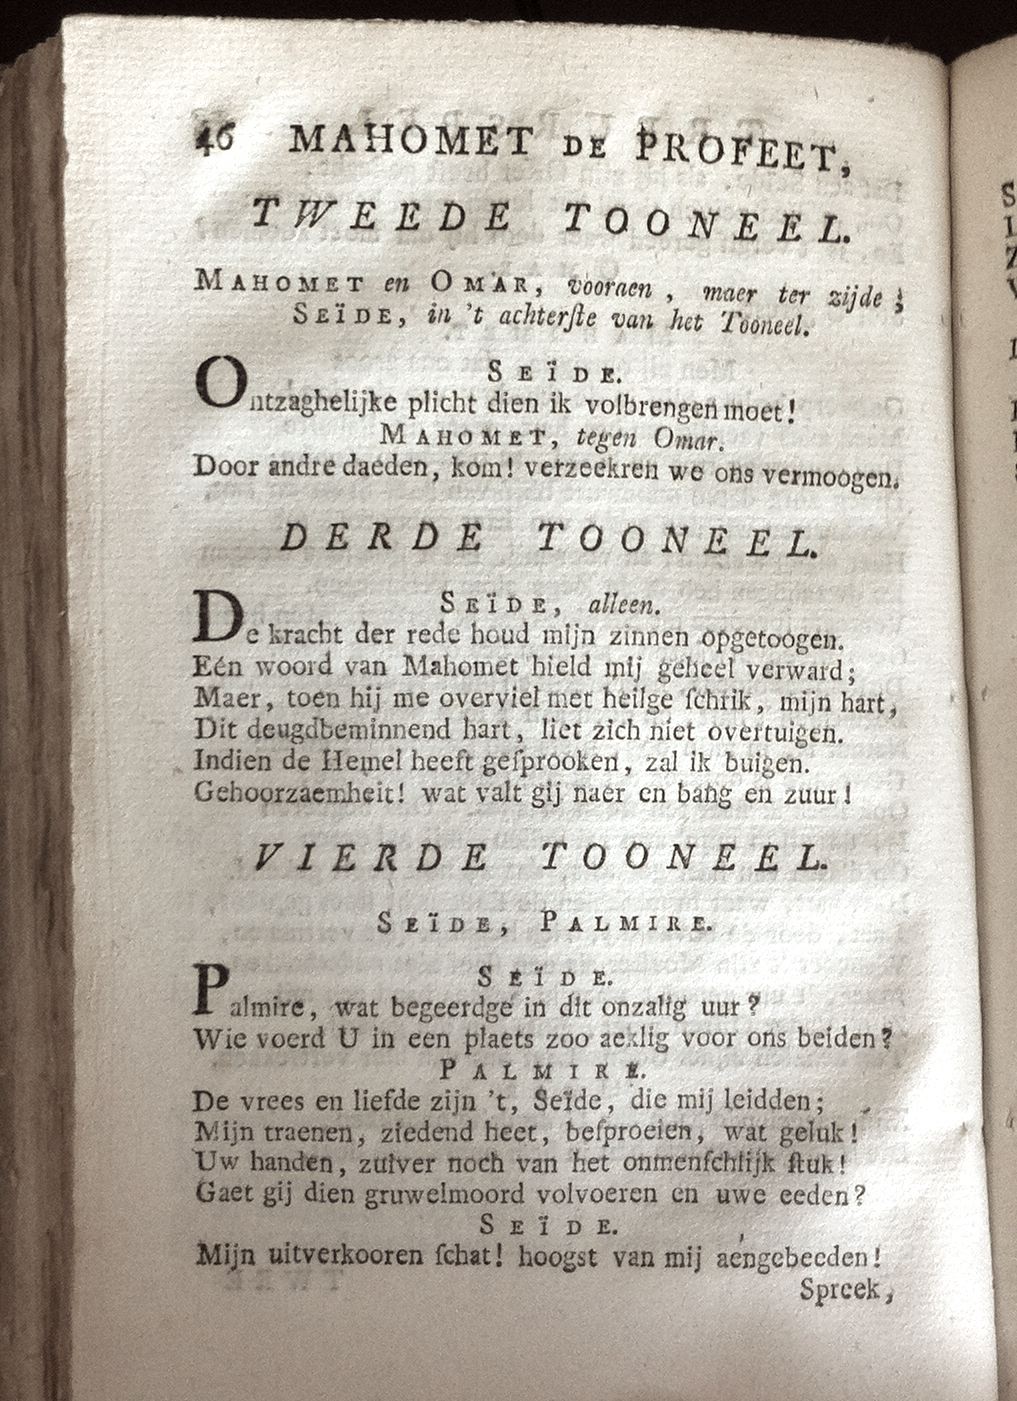 46 MAHOMET DE PROFEET,
TWEEDE TOONEEL.
MAHOMET en OMAR, vooraen, maer ter zijde;
SEÏDE, in 't achterſte van het Tooneel.
SEÏDE.
Ontzaghelijke plicht dien ik volbrengen moet!
MAHOMET, tegen Omar.
Door andre daeden, kom! verzeekren we ons vermoogen.
DERDE TOONEEL.
SEÏDE, alleen.
De kracht der rede houd mijn zinnen opgetoogen.
Eén woord van Mahomet hield mij geheel verward;
Maer, toen hij me overviel met heilge ſchrik, mijn hart,
Dit deugdbeminnend hart, liet zich niet overtuigen.
Indien de Hemel heeft geſprooken, zal ik buigen.
Gehoorzaemheit! wat valt gij naer en bang en zuur!
VIERDE TOONEEL.
SEÏDE, PALMIRE.
SEÏDE.
Palmire, wat begeerdge in dit onzalig uur?
Wie voerd U in een plaets zoo aeklig voor ons beiden?
PALMIRE.
De vrees en liefde zijn 't, Seïde, die mij leidden;
Mijn traenen, ziedend heet, beſproeien, wat geluk!
Uw handen, zuiver noch van het onmenſchlijk ſtuk!
Gaet gij dien gruwelmoord volvoeren en uwe eeden?
SEÏDE.
Mijn uitverkooren ſchat! hoogst van mij aengebeeden!
Spreek,